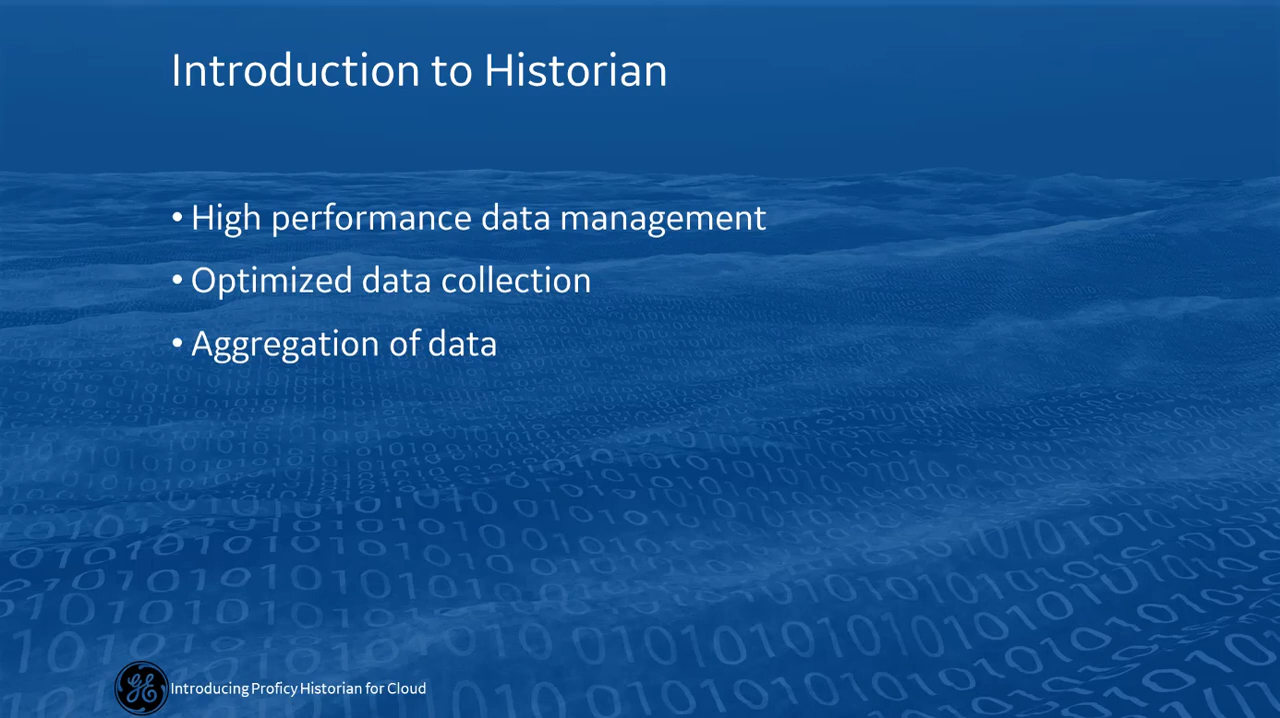 Introduction to Historian
• High performance data management
• Optimized data collection
• Aggregation of data
Introducing Proficy Historian for Cloud